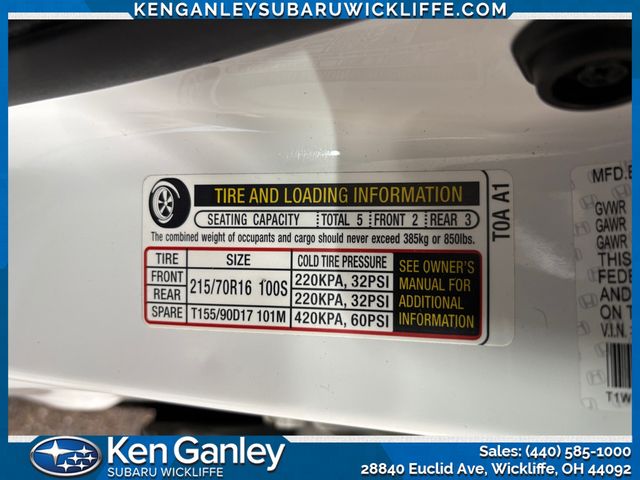 KENGANLEYSUBARUWICKLIFFE.COM
TIRE AND LOADING INFORMATION
SEATING CAPACITY TOTAL 5 FRONT 2 REAR 3
The combined weight of occupants and cargo should never exceed 385kg or 850lbs.
TIRE SIZE COLD TIRE PRESSURE
FRONT 215/70R16 100S 220KPA, 32PSI
REAR 220KPA, 32PSI
SPARE T155/90D17 101M 420KPA, 60PSI
SEE OWNER'S
MANUAL FOR
ADDITIONAL
INFORMATION
T0A A1
MFD.B
GVWR
GAWR
GAWR
THIS
FEDE
AND
ON T
V.I.N.
T1W
Ken Ganley
SUBARU WICKLIFFE
Sales: (440) 585-1000
28840 Euclid Ave, Wickliffe, OH 44092